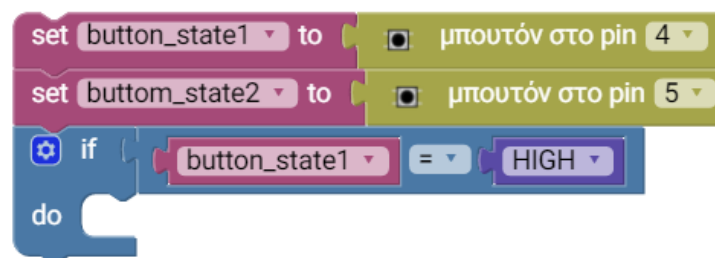 set button_state1 to μπουτόν στο pin 4
set buttom_state2 to μπουτόν στο pin 5
if button_state1 = HIGH
do